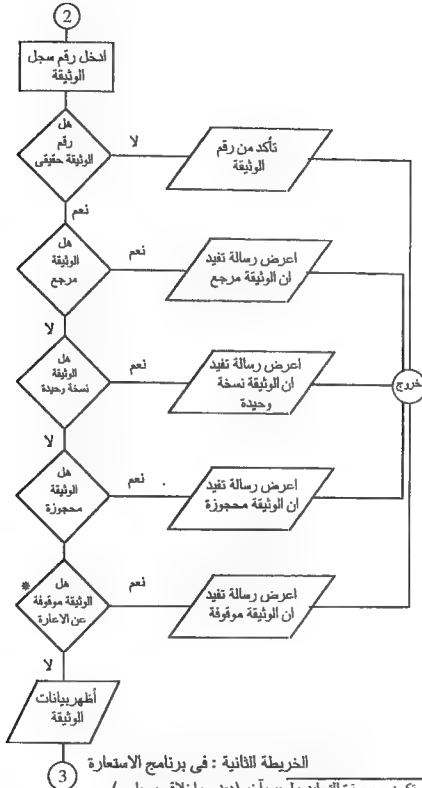 2
ادخل رقم سجل
الوثيقة
هل
رقم
الوثيقة حقيقى
لا
تأكد من رقم
الوثيقة
نعم
هل
الوثيقة
مرجع
نعم
اعرض رسالة تفيد
ان الوثيقة مرجع
لا
هل
الوثيقة
نسخة وحيدة
نعم
اعرض رسالة تفيد
ان الوثيقة نسخة
وحيدة
خروج
لا
هل
الوثيقة
محجوزة
نعم
اعرض رسالة تفيد
ان الوثيقة محجوزة
*
هل
الوثيقة موقوفة
عن الاعارة
نعم
اعرض رسالة تفيد
ان الوثيقة موقوفة
لا
أظهر بيانات
الوثيقة
3
الخريطة الثانية : فى برنامج الاستعارة